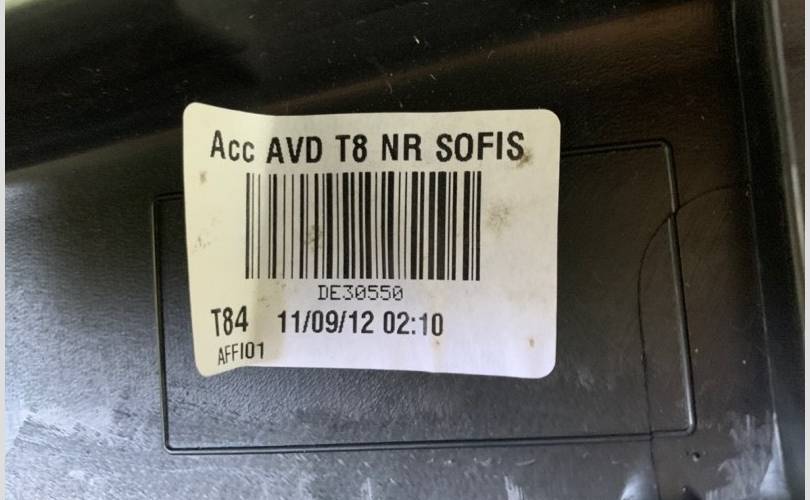 Acc AVD T8 NR SOFIS
DE30550
T84 11/09/12 02:10
AFFI01